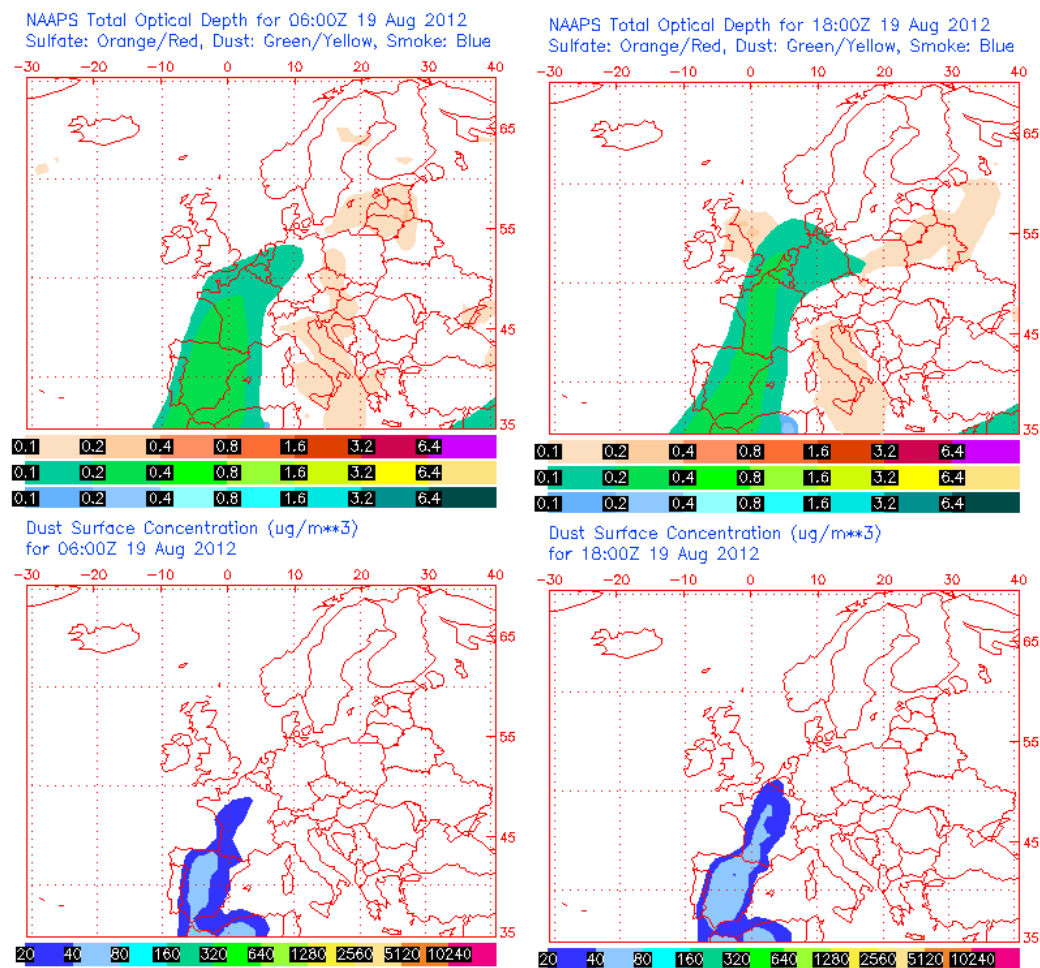 NAAPS Total Optical Depth for 06:00Z 19 Aug 2012
Sulfate: Orange/Red, Dust: Green/Yellow, Smoke: Blue
-30 -20 -10 0 10 20 30 40
65
55
45
35
0.1 0.2 0.4 0.8 1.6 3.2 6.4
0.1 0.2 0.4 0.8 1.6 3.2 6.4
0.1 0.2 0.4 0.8 1.6 3.2 6.4
NAAPS Total Optical Depth for 18:00Z 19 Aug 2012
Sulfate: Orange/Red, Dust: Green/Yellow, Smoke: Blue
-30 -20 -10 0 10 20 30 40
65
55
45
35
0.1 0.2 0.4 0.8 1.6 3.2 6.4
0.1 0.2 0.4 0.8 1.6 3.2 6.4
0.1 0.2 0.4 0.8 1.6 3.2 6.4
Dust Surface Concentration (ug/m**3)
for 06:00Z 19 Aug 2012
-30 -20 -10 0 10 20 30 40
65
55
45
35
20 40 80 160 320 640 1280 2560 5120 10240
Dust Surface Concentration (ug/m**3)
for 18:00Z 19 Aug 2012
-30 -20 -10 0 10 20 30 40
65
55
45
35
20 40 80 160 320 640 1280 2560 5120 10240